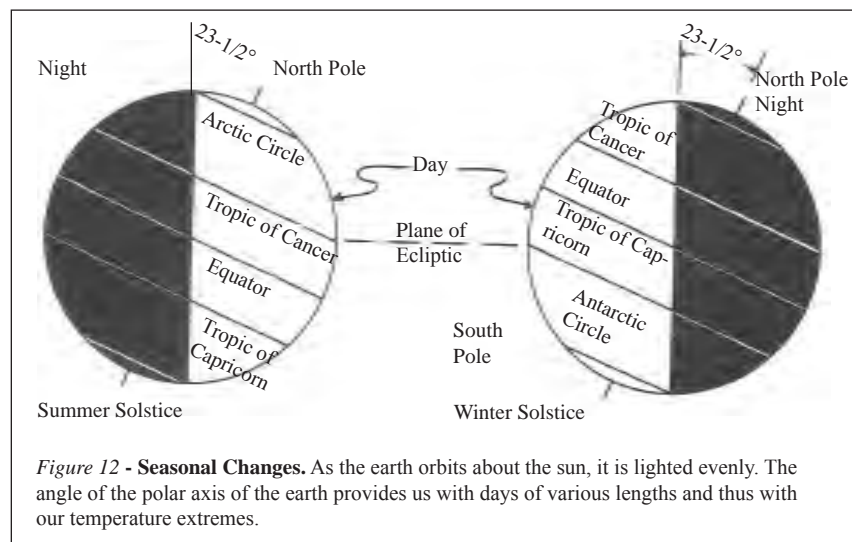 23-1/2°
Night
North Pole
Arctic Circle
Tropic of Cancer
Equator
Tropic of
Capricorn
Summer Solstice
Day
Plane of
Ecliptic
23-1/2°
North Pole
Night
Tropic of
Cancer
Equator
Tropic of Cap-
ricorn
Antarctic
Circle
South
Pole
Winter Solstice
Figure 12 - Seasonal Changes. As the earth orbits about the sun, it is lighted evenly. The
angle of the polar axis of the earth provides us with days of various lengths and thus with
our temperature extremes.